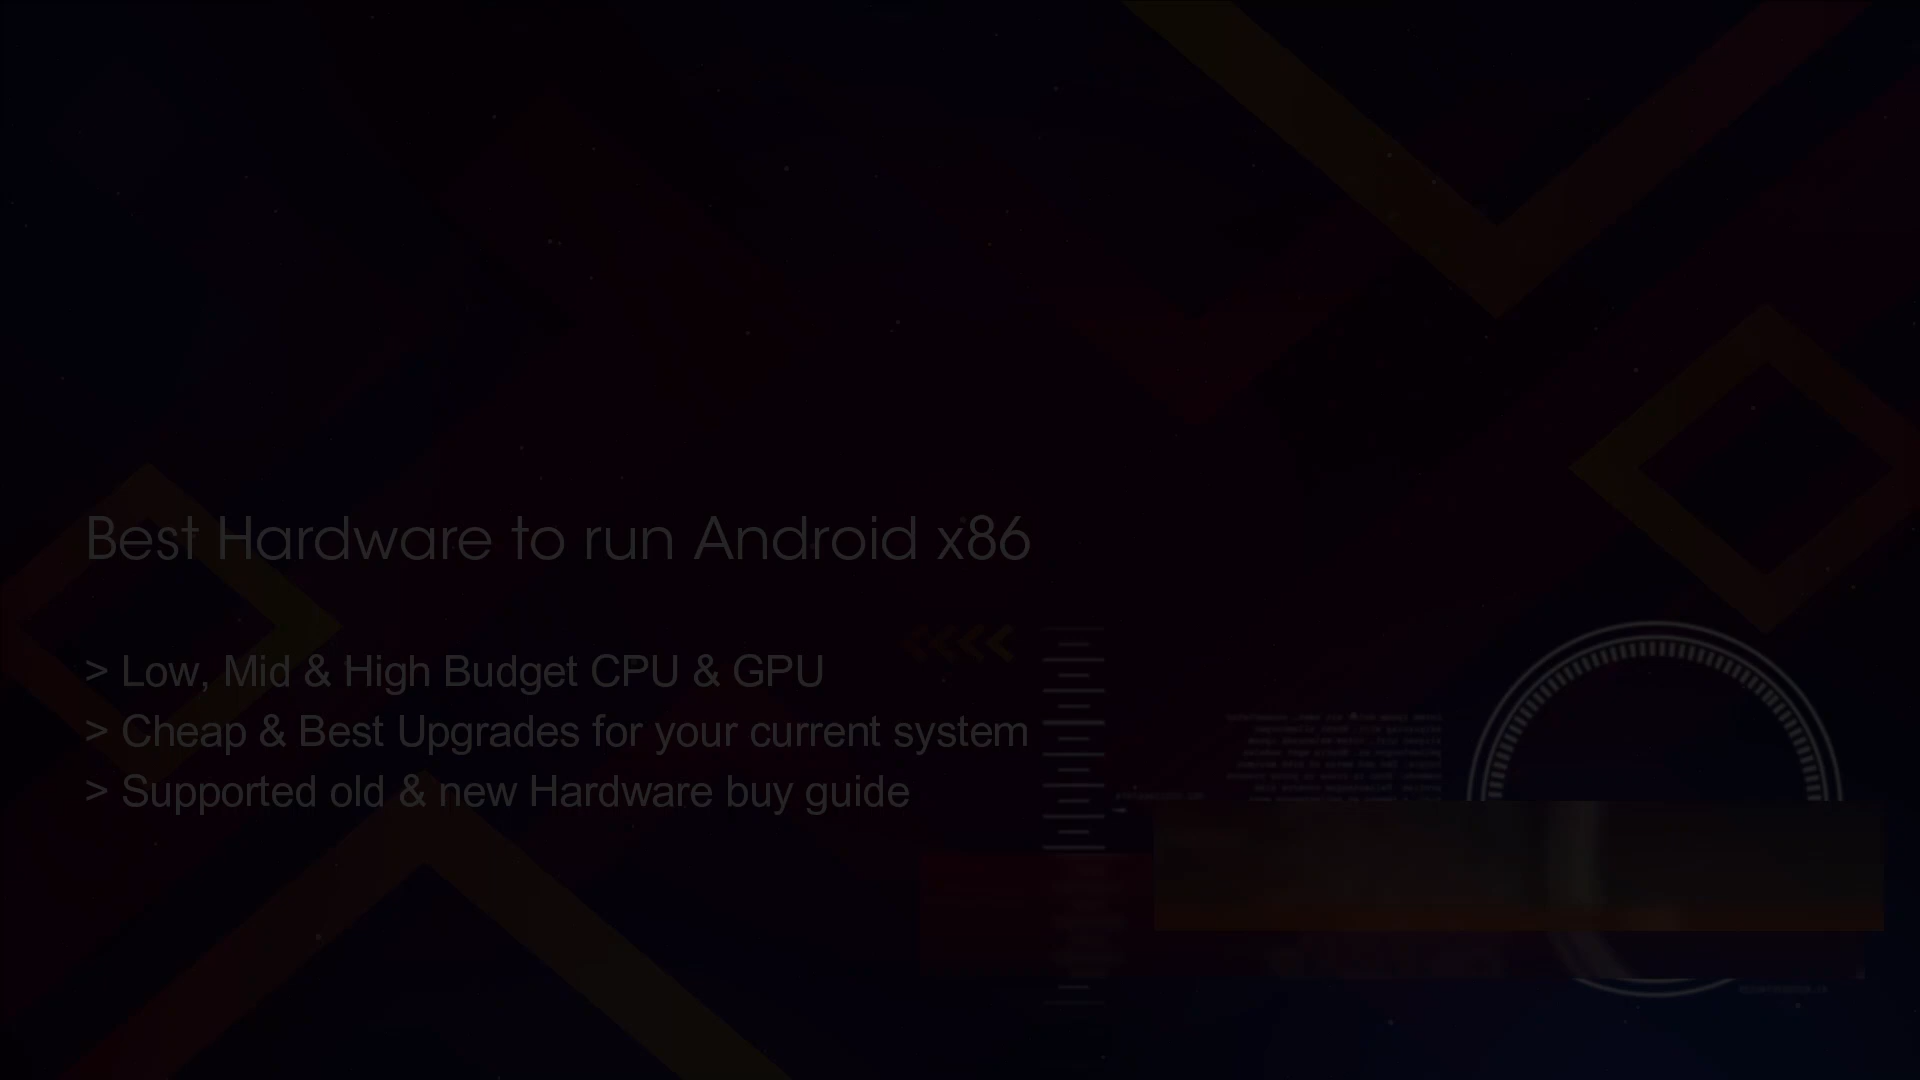 Best Hardware to run Android x86
> Low, Mid & High Budget CPU & GPU
> Cheap & Best Upgrades for your current system
> Supported old & new Hardware buy guide